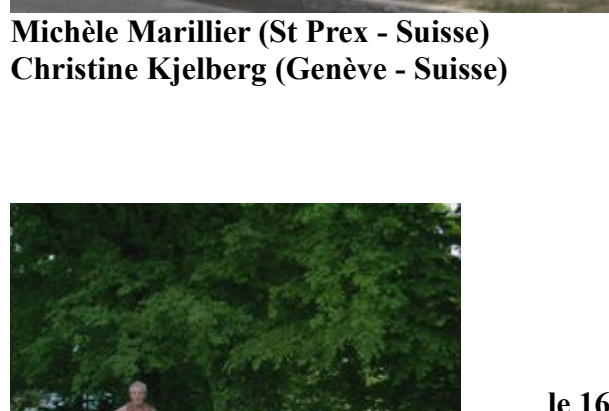 Michèle Marillier (St Prex - Suisse)
Christine Kjelberg (Genève - Suisse)
le 16